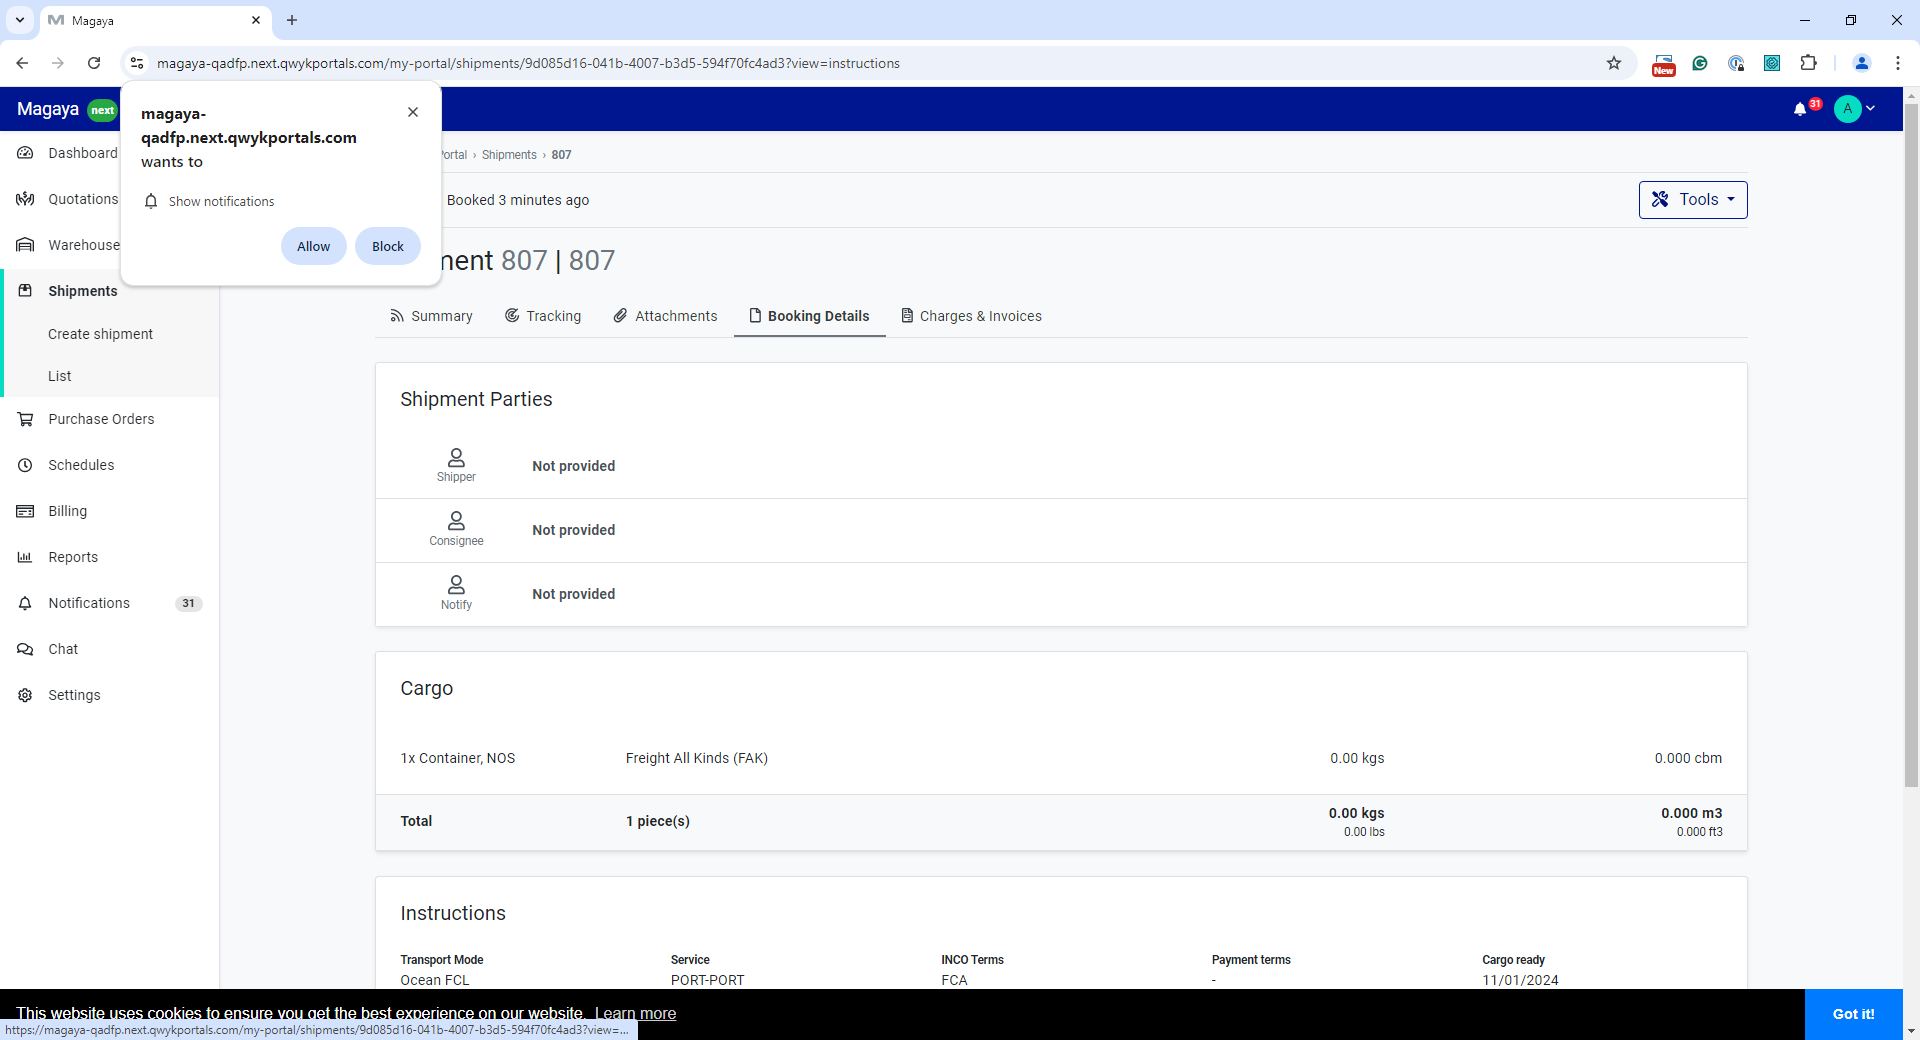 Magaya
magaya-qadfp.next.qwykportals.com/my-portal/shipments/9d085d16-041b-4007-b3d5-594f70fc4ad3?view=instructions
New
Magaya next
31
A
magaya-
qadfp.next.qwykportals.com
wants to
Show notifications
Allow
Block
Dashboard
Quotations
Warehouse
Shipments
Create shipment
List
Purchase Orders
Schedules
Billing
Reports
Notifications 31
Chat
Settings
Portal › Shipments › 807
Booked 3 minutes ago
Tools
ment 807 | 807
Summary
Tracking
Attachments
Booking Details
Charges & Invoices
Shipment Parties
Shipper
Not provided
Consignee
Not provided
Notify
Not provided
Cargo
1x Container, NOS Freight All Kinds (FAK) 0.00 kgs 0.000 cbm
Total 1 piece(s) 0.00 kgs 0.000 m3
0.00 lbs 0.000 ft3
Instructions
Transport Mode Service INCO Terms Payment terms Cargo ready
Ocean FCL PORT-PORT FCA - 11/01/2024
This website uses cookies to ensure you get the best experience on our website. Learn more
Got it!
https://magaya-qadfp.next.qwykportals.com/my-portal/shipments/9d085d16-041b-4007-b3d5-594f70fc4ad3?view=...